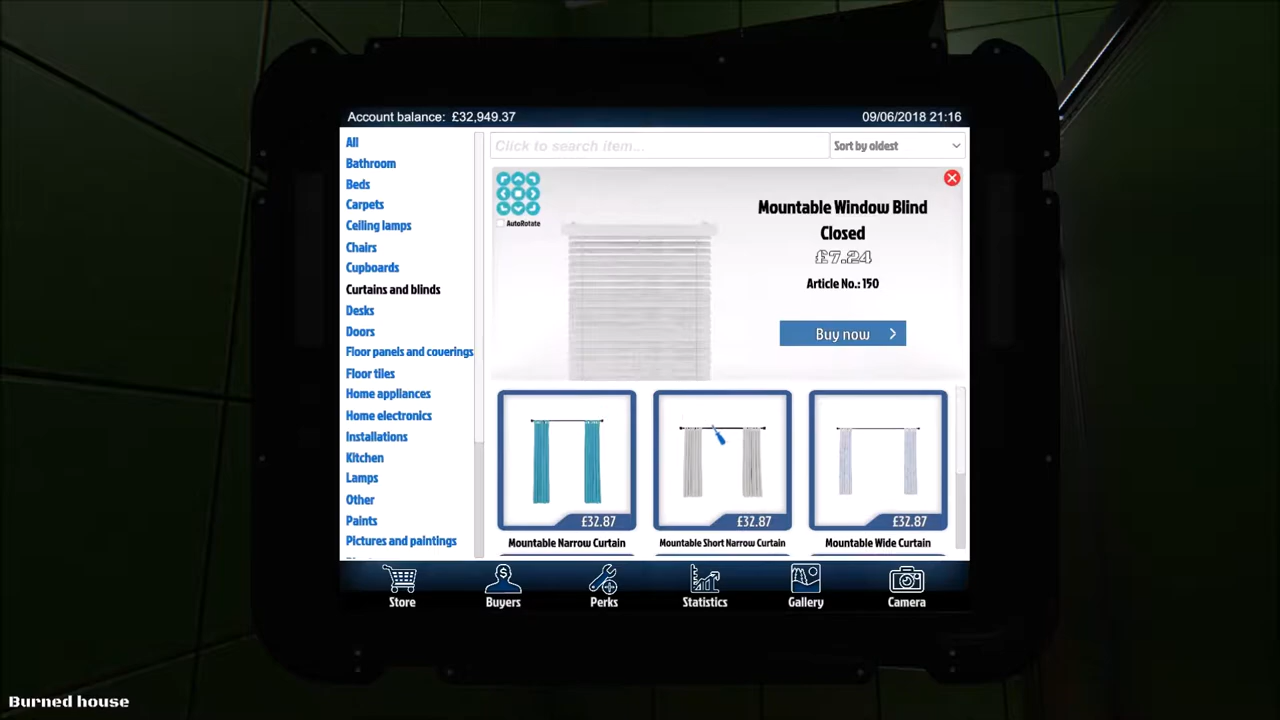 Account balance: £32,949.37
09/06/2018 21:16
All
Bathroom
Beds
Carpets
Ceiling lamps
Chairs
Cupboards
Curtains and blinds
Desks
Doors
Floor panels and coverings
Floor tiles
Home appliances
Home electronics
Installations
Kitchen
Lamps
Other
Paints
Pictures and paintings
Click to search item...
Sort by oldest
AutoRotate
Mountable Window Blind
Closed
£7.24
Article No.: 150
Buy now
£32.87
£32.87
£32.87
Mountable Narrow Curtain
Mountable Short Narrow Curtain
Mountable Wide Curtain
Store
Buyers
Perks
Statistics
Gallery
Camera
Burned house